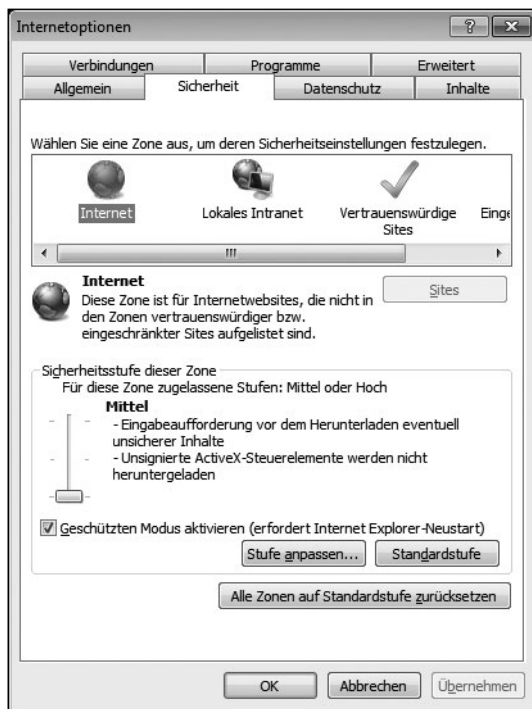 Internetoptionen
Verbindungen Programme Erweitert
Allgemein Sicherheit Datenschutz Inhalte
Wählen Sie eine Zone aus, um deren Sicherheitseinstellungen festzulegen.
Internet Lokales Intranet Vertrauenswürdige Sites Einge
Internet
Diese Zone ist für Internetwebsites, die nicht in
den Zonen vertrauenswürdiger bzw.
eingeschränkter Sites aufgelistet sind.
Sites
Sicherheitsstufe dieser Zone
Für diese Zone zugelassene Stufen: Mittel oder Hoch
Mittel
- Eingabeaufforderung vor dem Herunterladen eventuell
unsicherer Inhalte
- Unsignierte ActiveX-Steuerelemente werden nicht
heruntergeladen
Geschützten Modus aktivieren (erfordert Internet Explorer-Neustart)
Stufe anpassen... Standardstufe
Alle Zonen auf Standardstufe zurücksetzen
OK Abbrechen Übernehmen